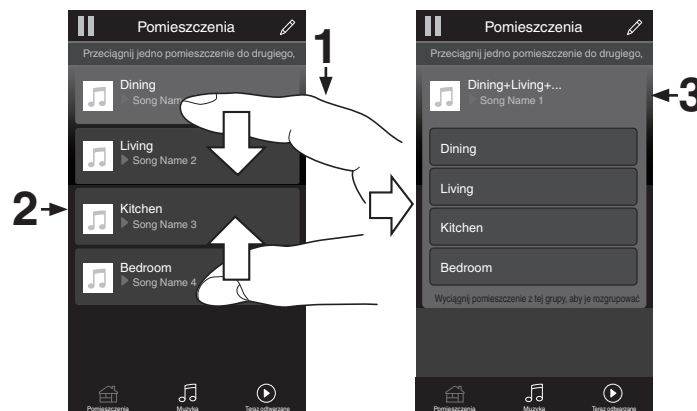 Pomieszczenia
Przeciągnij jedno pomieszczenie do drugiego,
1
Dining
Song Nam
Living
Song Name 2
2
Kitchen
Song Name 3
Bedroom
Song Name 4
Pomieszczenia
Muzyka
Teraz odtwarzane
Pomieszczenia
Przeciągnij jedno pomieszczenie do drugiego,
Dining+Living+...
Song Name 1
3
Dining
Living
Kitchen
Bedroom
Wyciągnij pomieszczenie z tej grupy, aby je rozgrupować
Pomieszczenia
Muzyka
Teraz odtwarzane